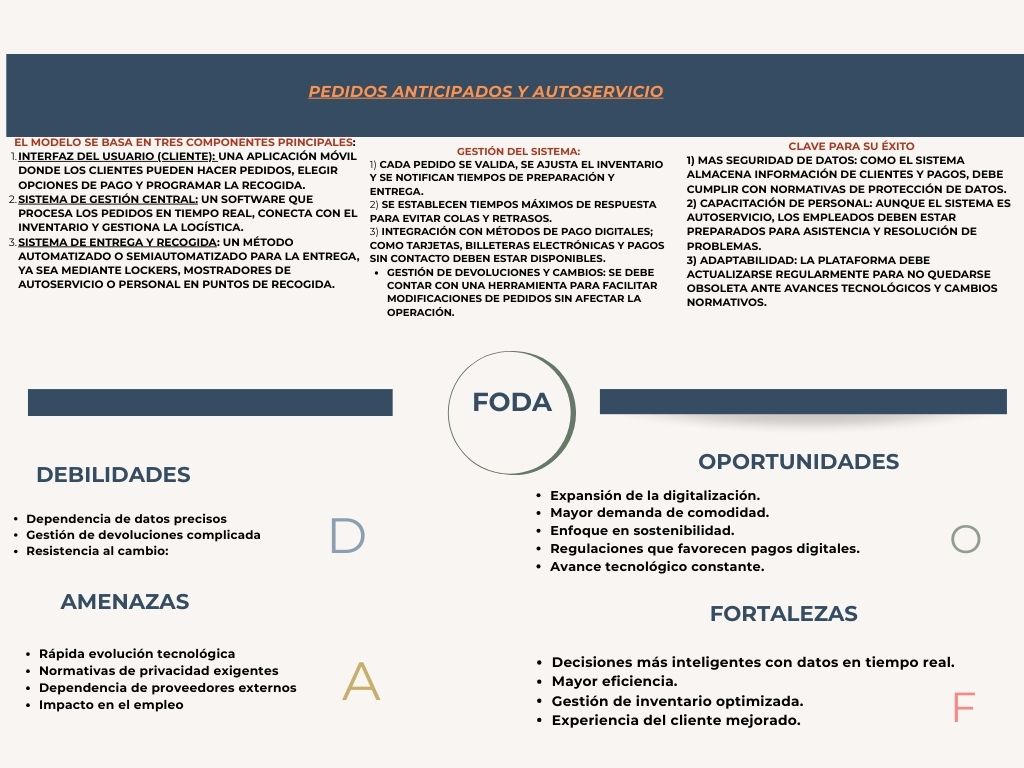 PEDIDOS ANTICIPADOS Y AUTOSERVICIO
EL MODELO SE BASA EN TRES COMPONENTES PRINCIPALES:
1. INTERFAZ DEL USUARIO (CLIENTE): UNA APLICACIÓN MÓVIL
DONDE LOS CLIENTES PUEDEN HACER PEDIDOS, ELEGIR
OPCIONES DE PAGO Y PROGRAMAR LA RECOGIDA.
2. SISTEMA DE GESTIÓN CENTRAL: UN SOFTWARE QUE
PROCESA LOS PEDIDOS EN TIEMPO REAL, CONECTA CON EL
INVENTARIO Y GESTIONA LA LOGÍSTICA.
3. SISTEMA DE ENTREGA Y RECOGIDA: UN MÉTODO
AUTOMATIZADO O SEMIAUTOMATIZADO PARA LA ENTREGA,
YA SEA MEDIANTE LOCKERS, MOSTRADORES DE
AUTOSERVICIO O PERSONAL EN PUNTOS DE RECOGIDA.
GESTIÓN DEL SISTEMA:
1) CADA PEDIDO SE VALIDA, SE AJUSTA EL INVENTARIO
Y SE NOTIFICAN TIEMPOS DE PREPARACIÓN Y
ENTREGA.
2) SE ESTABLECEN TIEMPOS MÁXIMOS DE RESPUESTA
PARA EVITAR COLAS Y RETRASOS.
3) INTEGRACIÓN CON MÉTODOS DE PAGO DIGITALES;
COMO TARJETAS, BILLETERAS ELECTRÓNICAS Y PAGOS
SIN CONTACTO DEBEN ESTAR DISPONIBLES.
• GESTIÓN DE DEVOLUCIONES Y CAMBIOS: SE DEBE
CONTAR CON UNA HERRAMIENTA PARA FACILITAR
MODIFICACIONES DE PEDIDOS SIN AFECTAR LA
OPERACIÓN.
CLAVE PARA SU ÉXITO
1) MAS SEGURIDAD DE DATOS: COMO EL SISTEMA
ALMACENA INFORMACIÓN DE CLIENTES Y PAGOS, DEBE
CUMPLIR CON NORMATIVAS DE PROTECCIÓN DE DATOS.
2) CAPACITACIÓN DE PERSONAL: AUNQUE EL SISTEMA ES
AUTOSERVICIO, LOS EMPLEADOS DEBEN ESTAR
PREPARADOS PARA ASISTENCIA Y RESOLUCIÓN DE
PROBLEMAS.
3) ADAPTABILIDAD: LA PLATAFORMA DEBE
ACTUALIZARSE REGULARMENTE PARA NO QUEDARSE
OBSOLETA ANTE AVANCES TECNOLÓGICOS Y CAMBIOS
NORMATIVOS.
FODA
DEBILIDADES
• Dependencia de datos precisos
• Gestión de devoluciones complicada
• Resistencia al cambio:
D
OPORTUNIDADES
• Expansión de la digitalización.
• Mayor demanda de comodidad.
• Enfoque en sostenibilidad.
• Regulaciones que favorecen pagos digitales.
• Avance tecnológico constante.
O
AMENAZAS
• Rápida evolución tecnológica
• Normativas de privacidad exigentes
• Dependencia de proveedores externos
• Impacto en el empleo
A
FORTALEZAS
• Decisiones más inteligentes con datos en tiempo real.
• Mayor eficiencia.
• Gestión de inventario optimizada.
• Experiencia del cliente mejorado.
F